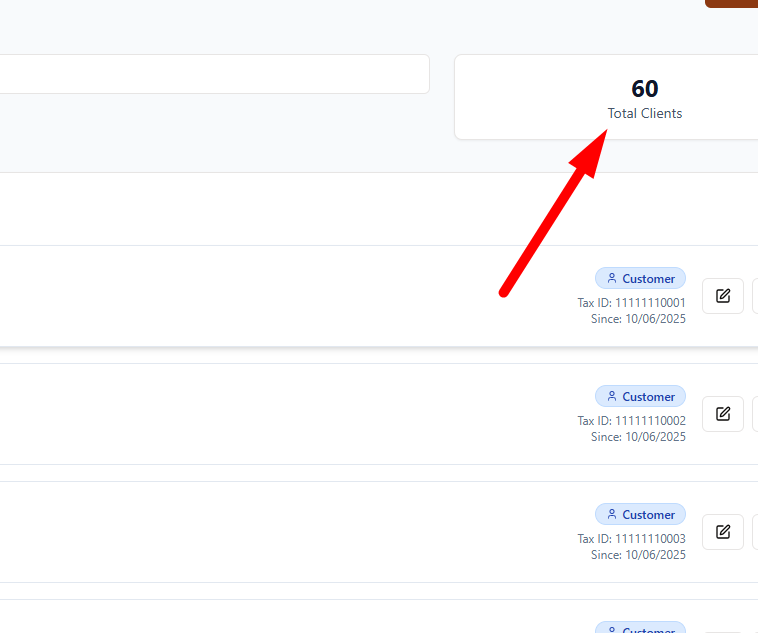 60
Total Clients
Customer
Tax ID: 11111110001
Since: 10/06/2025
Customer
Tax ID: 11111110002
Since: 10/06/2025
Customer
Tax ID: 11111110003
Since: 10/06/2025
Customer